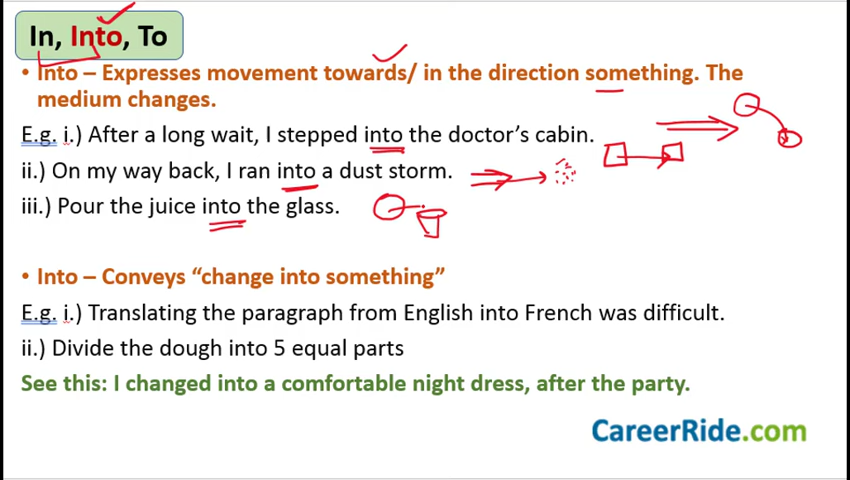 In, Into, To
• Into – Expresses movement towards/ in the direction something. The
medium changes.
E.g. i.) After a long wait, I stepped into the doctor's cabin.
ii.) On my way back, I ran into a dust storm.
iii.) Pour the juice into the glass.
• Into – Conveys “change into something”
E.g. i.) Translating the paragraph from English into French was difficult.
ii.) Divide the dough into 5 equal parts
See this: I changed into a comfortable night dress, after the party.
CareerRide.com